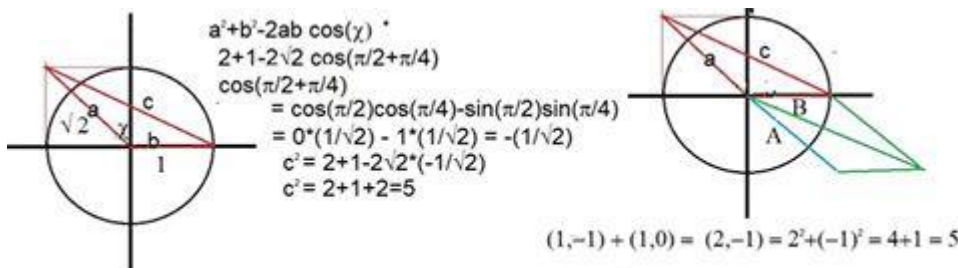 a²+b²-2ab cos(χ)
2+1-2√2 cos(π/2+π/4)
cos(π/2+π/4)
= cos(π/2)cos(π/4)-sin(π/2)sin(π/4)
= 0*(1/√2) - 1*(1/√2) = -(1/√2)
c² = 2+1-2√2*(-1/√2)
c² = 2+1+2=5
a
c
√2
χ
b
1
a
c
B
A
(1,−1) + (1,0) = (2,−1) = 2²+(−1)² = 4+1 = 5